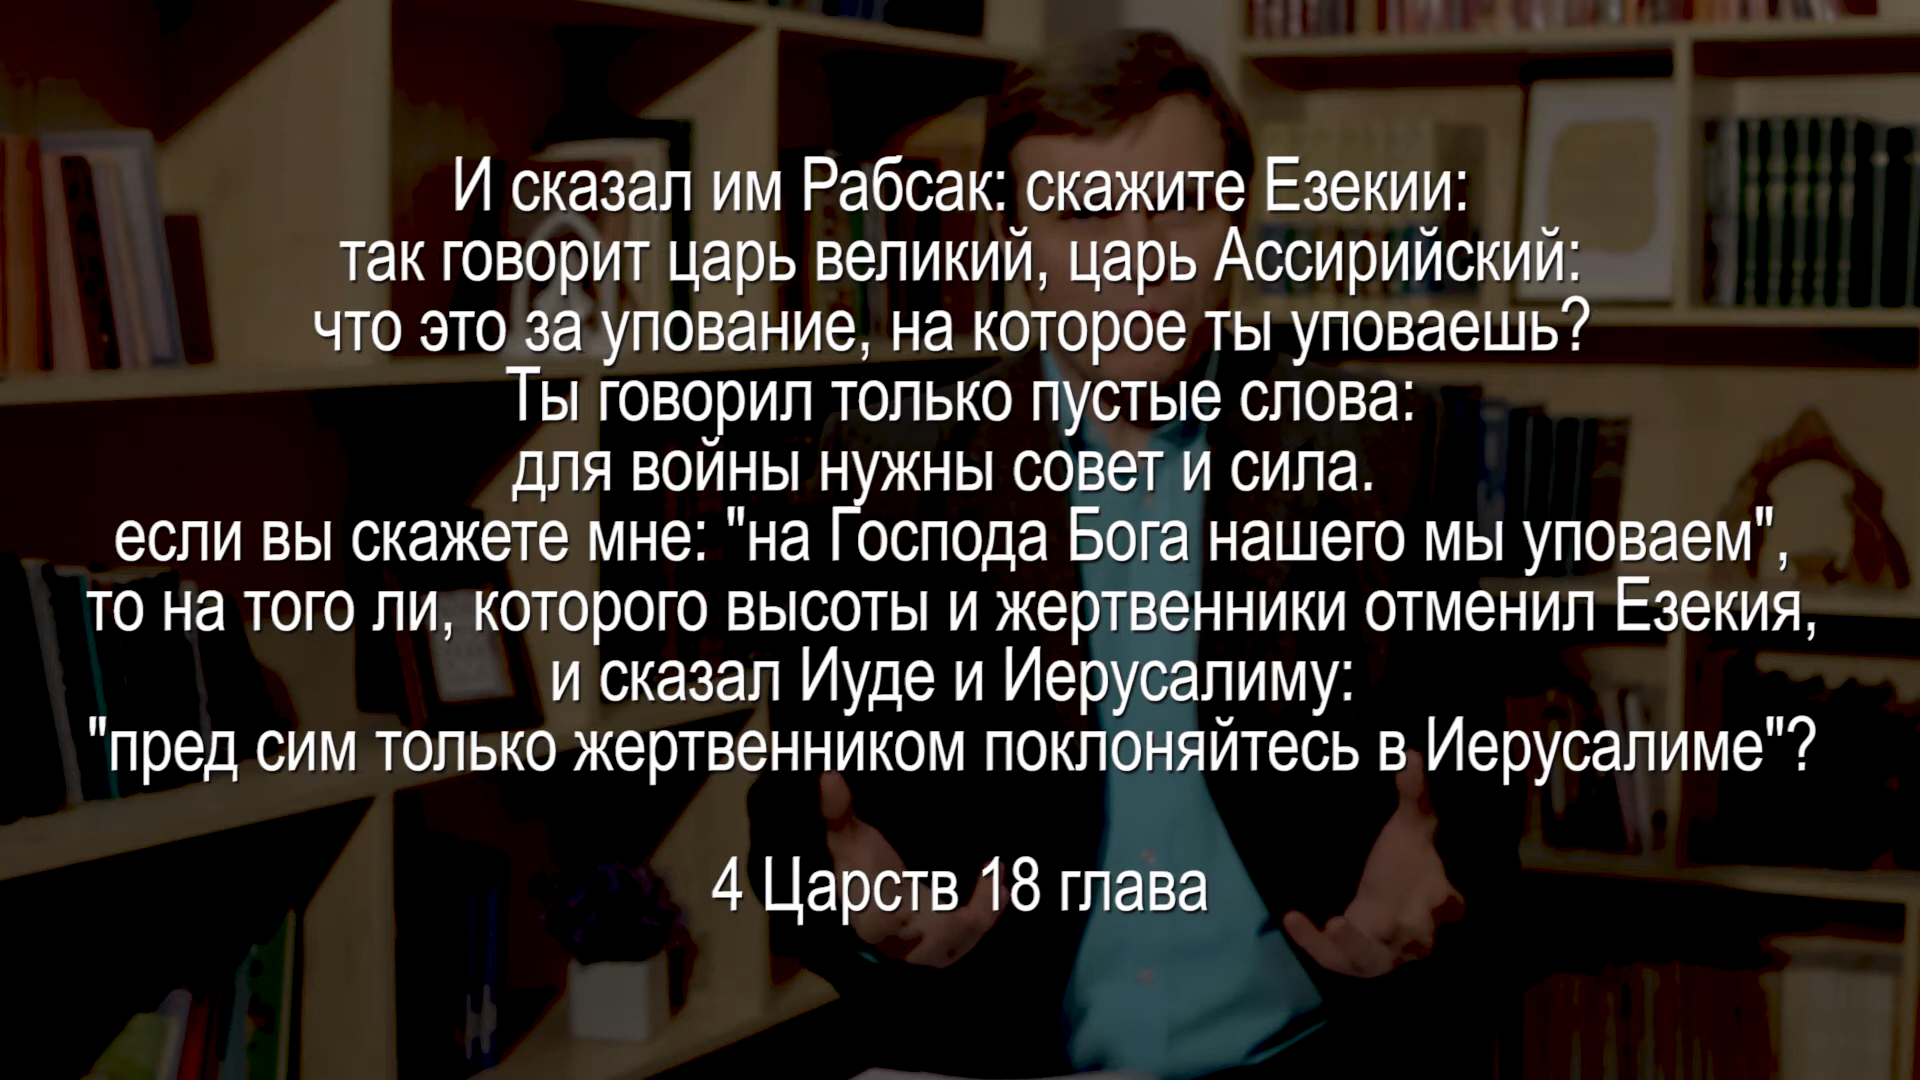 И сказал им Рабсак: скажите Езекии:
так говорит царь великий, царь Ассирийский:
что это за упование, на которое ты уповаешь?
Ты говорил только пустые слова:
для войны нужны совет и сила.
если вы скажете мне: "на Господа Бога нашего мы уповаем",
то на того ли, которого высоты и жертвенники отменил Езекия,
и сказал Иуде и Иерусалиму:
"пред сим только жертвенником поклоняйтесь в Иерусалиме"?
4 Царств 18 глава